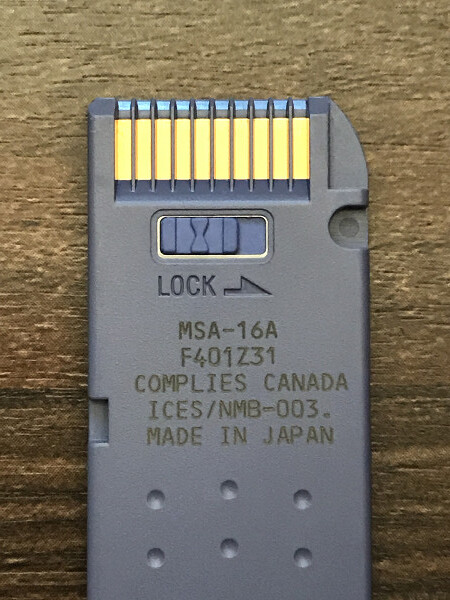 LOCK
MSA-16A
F401Z31
COMPLIES CANADA
ICES/NMB-003.
MADE IN JAPAN